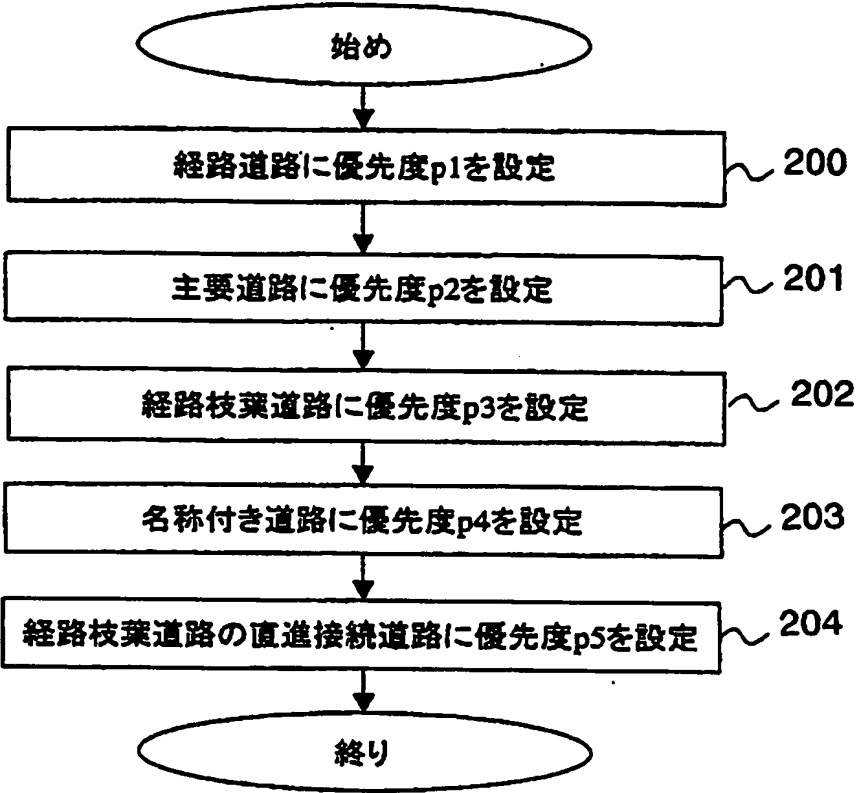 始め
経路道路に優先度p1を設定
200
主要道路に優先度p2を設定
201
経路枝葉道路に優先度p3を設定
202
名称付き道路に優先度p4を設定
203
経路枝葉道路の直進接続道路に優先度p5を設定
204
終り